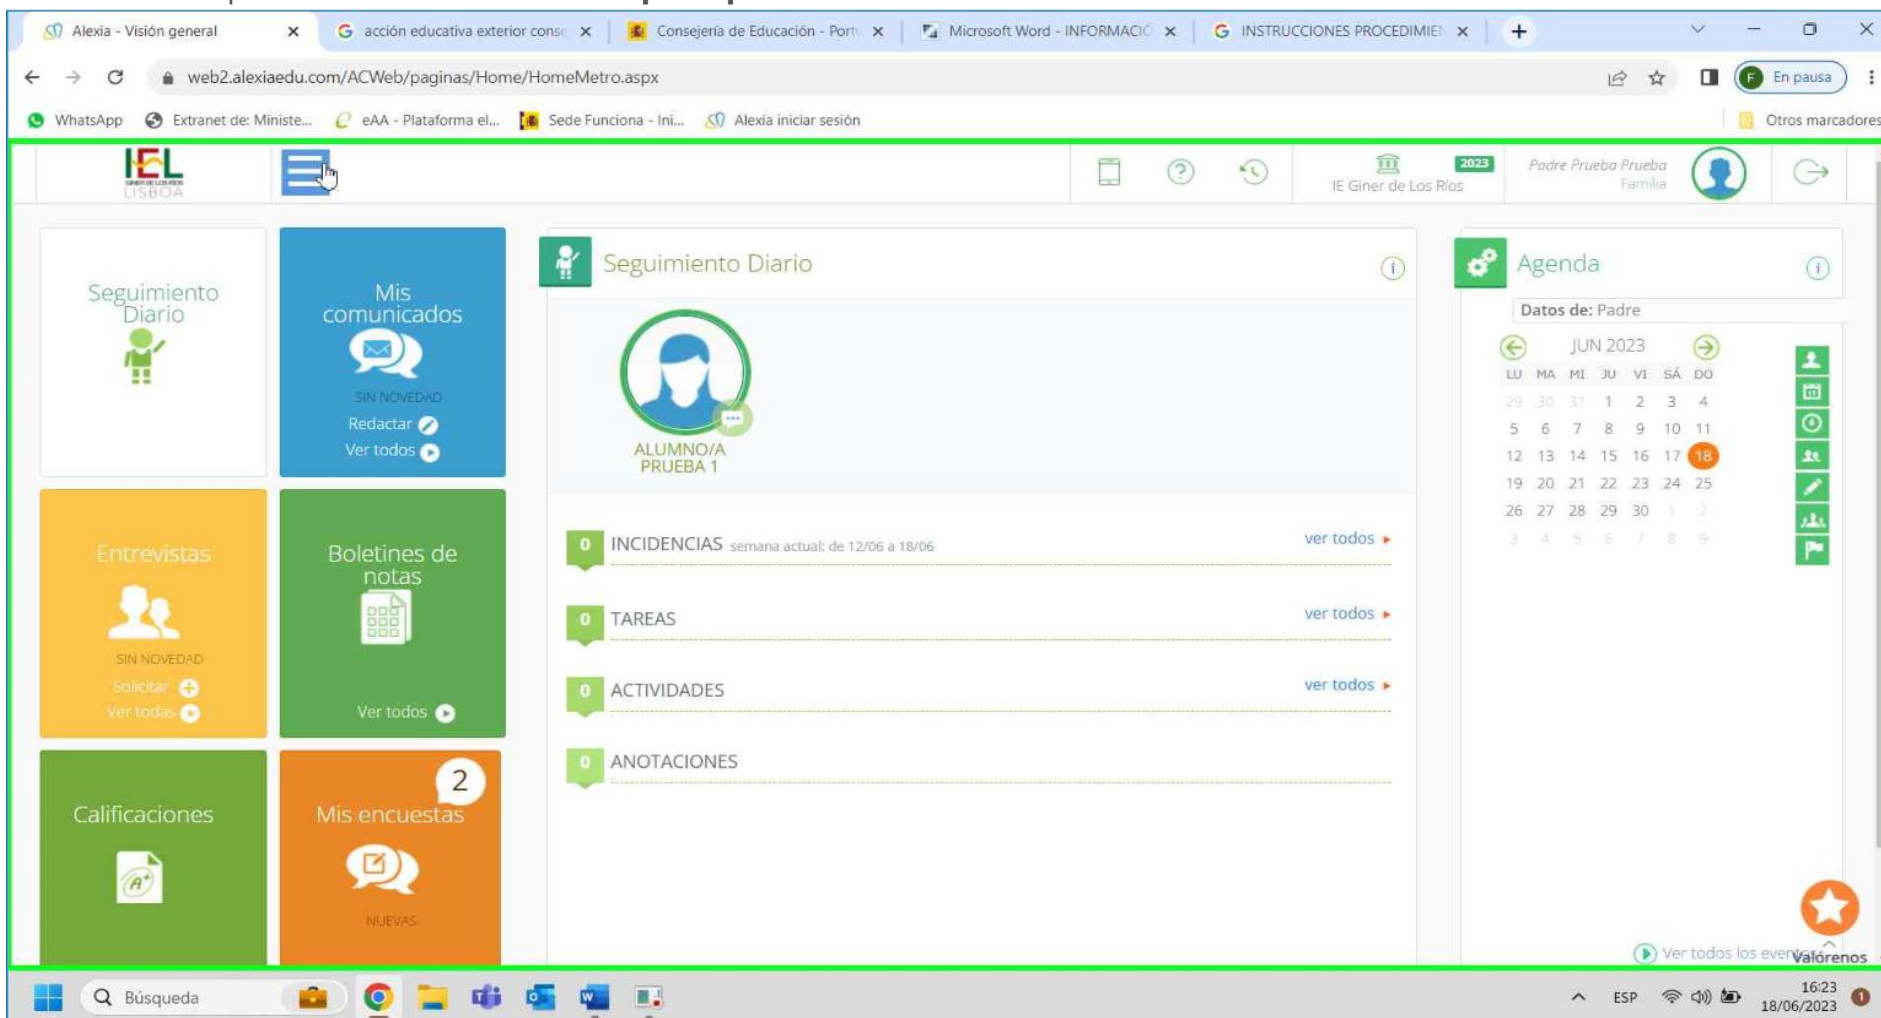 Alexia - Visión general
acción educativa exterior conse
Consejería de Educación - Port
Microsoft Word - INFORMACIÓ
INSTRUCCIONES PROCEDIMIEN
web2.alexiaedu.com/ACWeb/paginas/Home/HomeMetro.aspx
F En pausa
WhatsApp
Extranet de: Ministe...
eAA - Plataforma el...
Sede Funciona - Ini...
Alexia iniciar sesión
Otros marcadores
IEL
GINER DE LOS RÍOS
LISBOA
2023
IE Giner de Los Ríos
Padre Prueba Prueba
Familia
Seguimiento
Diario
Mis
comunicados
SIN NOVEDAD
Redactar
Ver todos
Entrevistas
SIN NOVEDAD
Solicitar
Ver todas
Boletines de
notas
Ver todos
Calificaciones
A+
2
Mis encuestas
NUEVAS
Seguimiento Diario
i
ALUMNO/A
PRUEBA 1
0 INCIDENCIAS semana actual: de 12/06 a 18/06 ver todos
0 TAREAS ver todos
0 ACTIVIDADES ver todos
0 ANOTACIONES
Agenda
i
Datos de: Padre
JUN 2023
LU MA MI JU VI SÁ DO
29 30 31 1 2 3 4
5 6 7 8 9 10 11
12 13 14 15 16 17 18
19 20 21 22 23 24 25
26 27 28 29 30 1 2
3 4 5 6 7 8 9
Ver todos los eventos
Valórenos
Búsqueda
ESP
16:23
18/06/2023
1